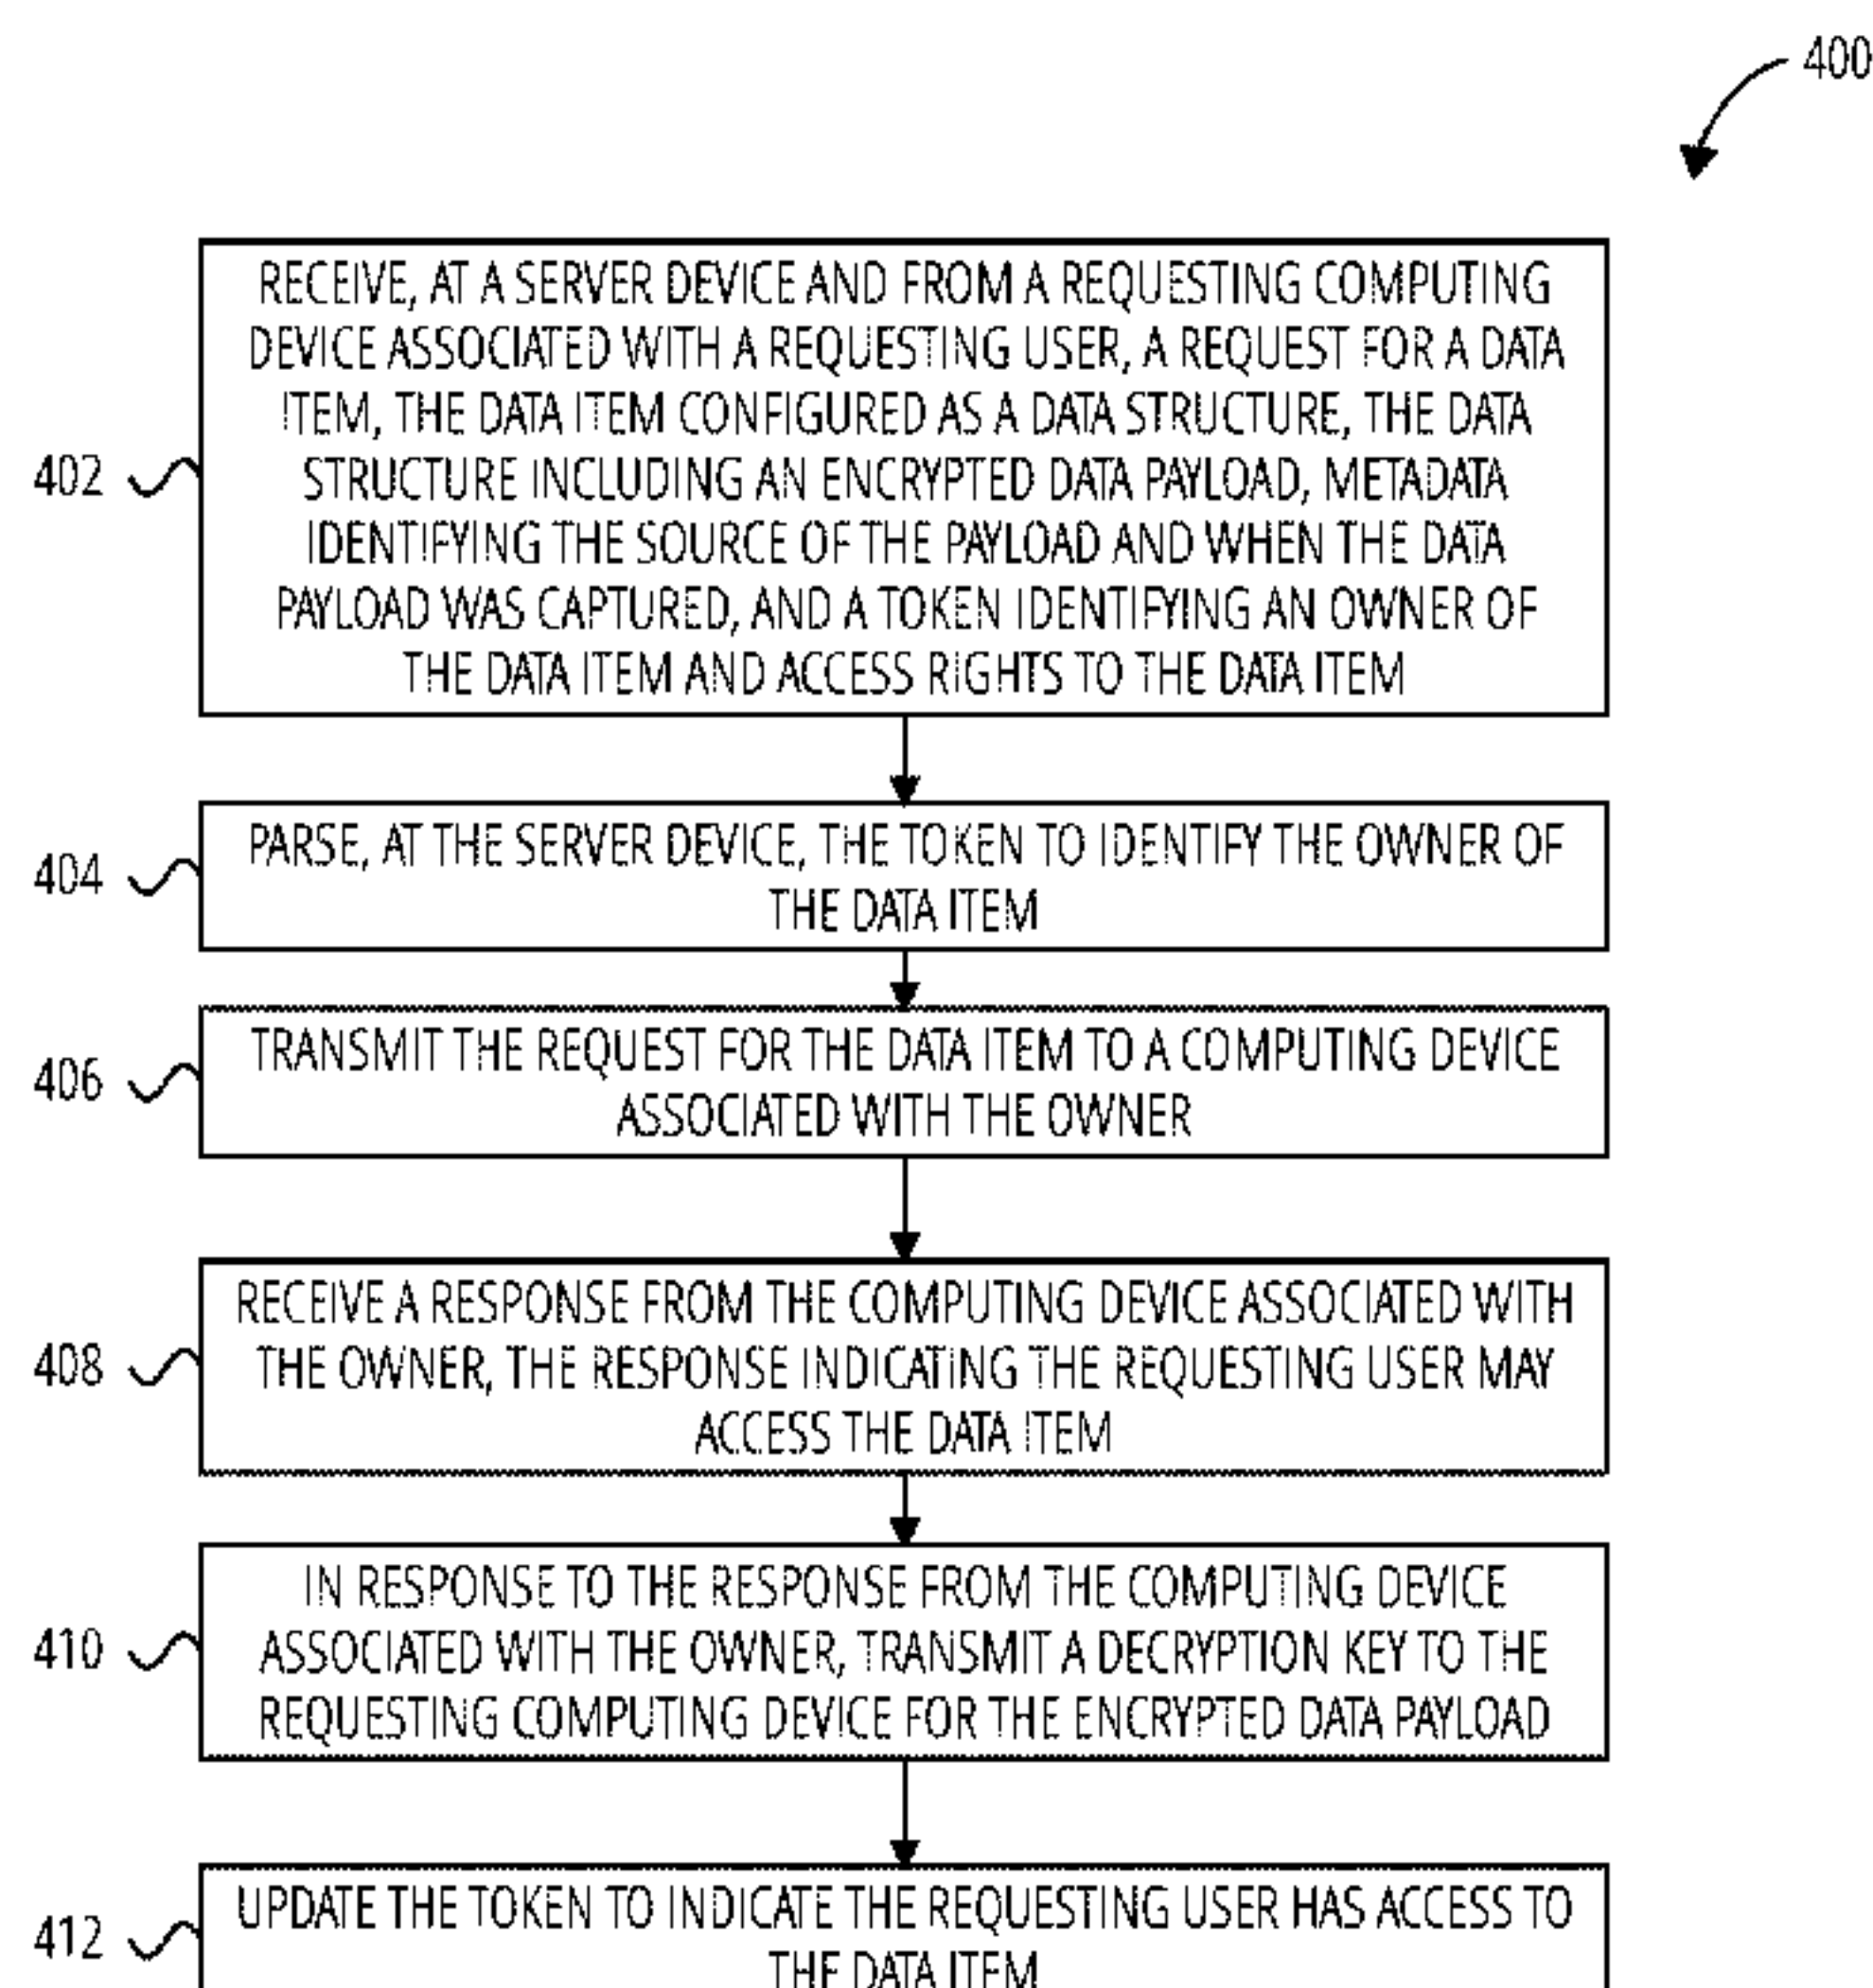 400
RECEIVE, AT A SERVER DEVICE AND FROM A REQUESTING COMPUTING
DEVICE ASSOCIATED WITH A REQUESTING USER, A REQUEST FOR A DATA
ITEM, THE DATA ITEM CONFIGURED AS A DATA STRUCTURE, THE DATA
STRUCTURE INCLUDING AN ENCRYPTED DATA PAYLOAD, METADATA
IDENTIFYING THE SOURCE OF THE PAYLOAD AND WHEN THE DATA
PAYLOAD WAS CAPTURED, AND A TOKEN IDENTIFYING AN OWNER OF
THE DATA ITEM AND ACCESS RIGHTS TO THE DATA ITEM
402
PARSE, AT THE SERVER DEVICE, THE TOKEN TO IDENTIFY THE OWNER OF
THE DATA ITEM
404
TRANSMIT THE REQUEST FOR THE DATA ITEM TO A COMPUTING DEVICE
ASSOCIATED WITH THE OWNER
406
RECEIVE A RESPONSE FROM THE COMPUTING DEVICE ASSOCIATED WITH
THE OWNER, THE RESPONSE INDICATING THE REQUESTING USER MAY
ACCESS THE DATA ITEM
408
IN RESPONSE TO THE RESPONSE FROM THE COMPUTING DEVICE
ASSOCIATED WITH THE OWNER, TRANSMIT A DECRYPTION KEY TO THE
REQUESTING COMPUTING DEVICE FOR THE ENCRYPTED DATA PAYLOAD
410
UPDATE THE TOKEN TO INDICATE THE REQUESTING USER HAS ACCESS TO
THE DATA ITEM
412